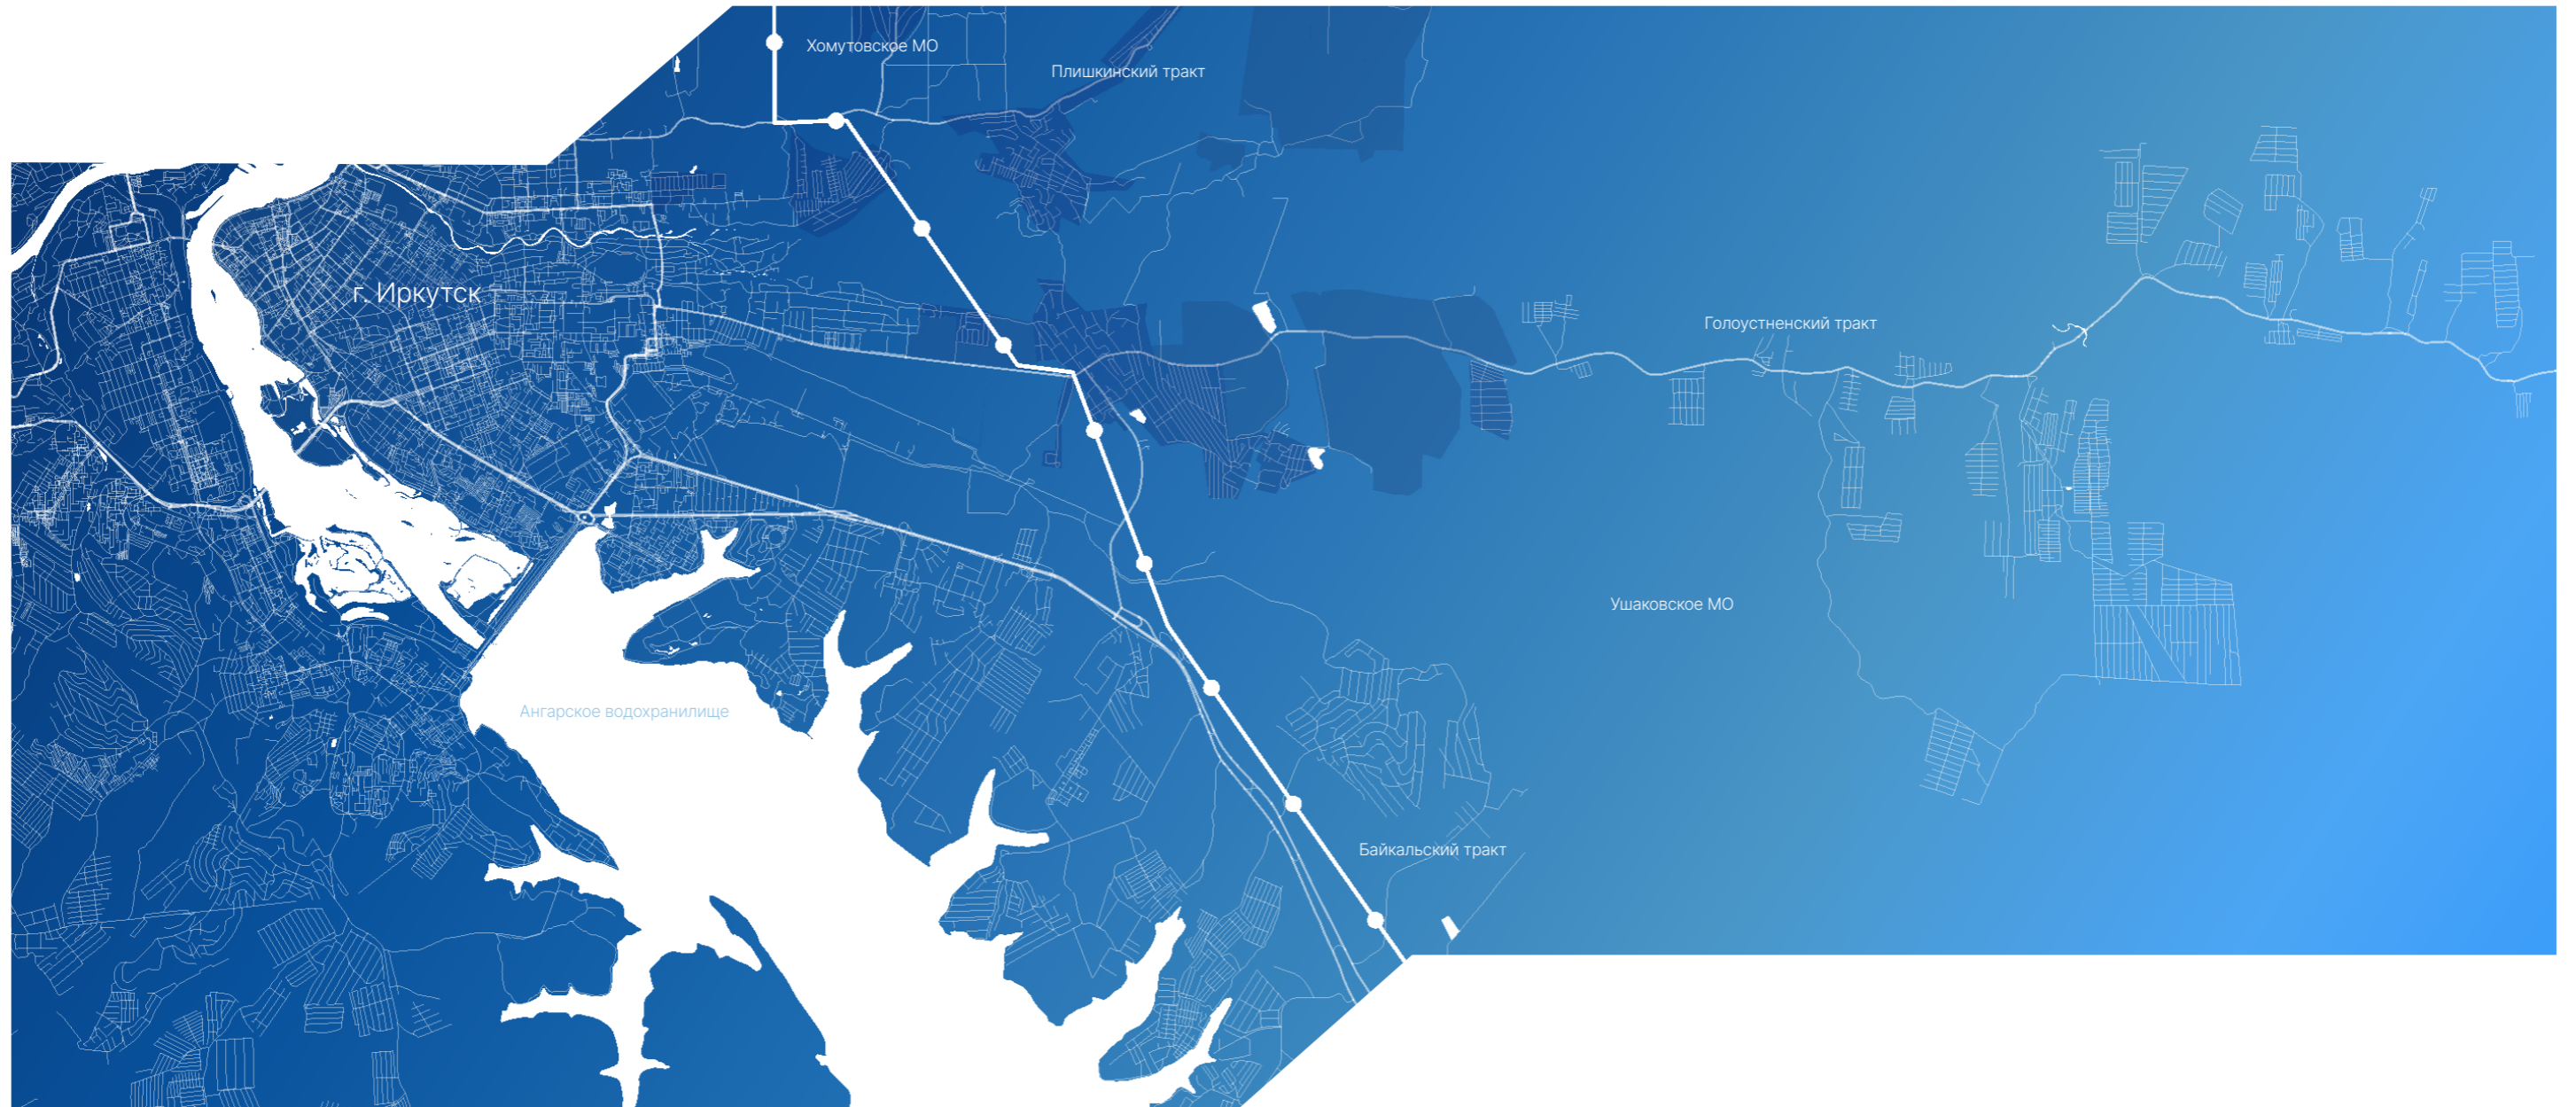 Хомутовское МО
Плишкинский тракт
г. Иркутск
Голоустненский тракт
Ушаковское МО
Ангарское водохранилище
Байкальский тракт